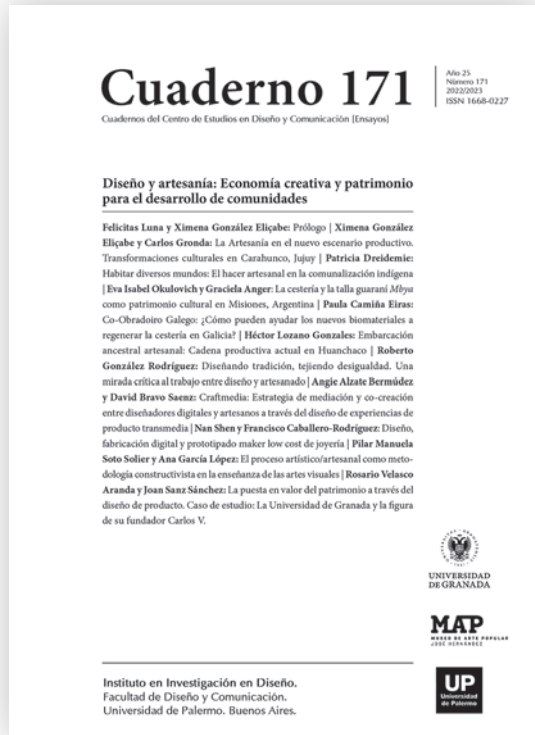 Cuaderno 171
Año 25
Número 171
2022/2023
ISSN 1668-0227
Cuadernos del Centro de Estudios en Diseño y Comunicación [Ensayos]
Diseño y artesanía: Economía creativa y patrimonio
para el desarrollo de comunidades
Felicitas Luna y Ximena González Eliçabe: Prólogo | Ximena González
Eliçabe y Carlos Gronda: La Artesanía en el nuevo escenario productivo.
Transformaciones culturales en Carahunco, Jujuy | Patricia Dreidemie:
Habitar diversos mundos: El hacer artesanal en la comunalización indígena
| Eva Isabel Okulovich y Graciela Anger: La cestería y la talla guaraní Mbya
como patrimonio cultural en Misiones, Argentina | Paula Camiña Eiras:
Co-Obradoiro Galego: ¿Cómo pueden ayudar los nuevos biomateriales a
regenerar la cestería en Galicia? | Héctor Lozano Gonzales: Embarcación
ancestral artesanal: Cadena productiva actual en Huanchaco | Roberto
González Rodríguez: Diseñando tradición, tejiendo desigualdad. Una
mirada crítica al trabajo entre diseño y artesanado | Angie Alzate Bermúdez
y David Bravo Saenz: Craftmedia: Estrategia de mediación y co-creación
entre diseñadores digitales y artesanos a través del diseño de experiencias de
producto transmedia | Nan Shen y Francisco Caballero-Rodríguez: Diseño,
fabricación digital y prototipado maker low cost de joyería | Pilar Manuela
Soto Solier y Ana García López: El proceso artístico/artesanal como meto-
dología constructivista en la enseñanza de las artes visuales | Rosario Velasco
Aranda y Joan Sanz Sánchez: La puesta en valor del patrimonio a través del
diseño de producto. Caso de estudio: La Universidad de Granada y la figura
de su fundador Carlos V.
UNIVERSIDAD
DE GRANADA
MAP
MUSEO DE ARTE POPULAR
JOSÉ HERNÁNDEZ
UP
Universidad
de Palermo
Instituto en Investigación en Diseño.
Facultad de Diseño y Comunicación.
Universidad de Palermo. Buenos Aires.